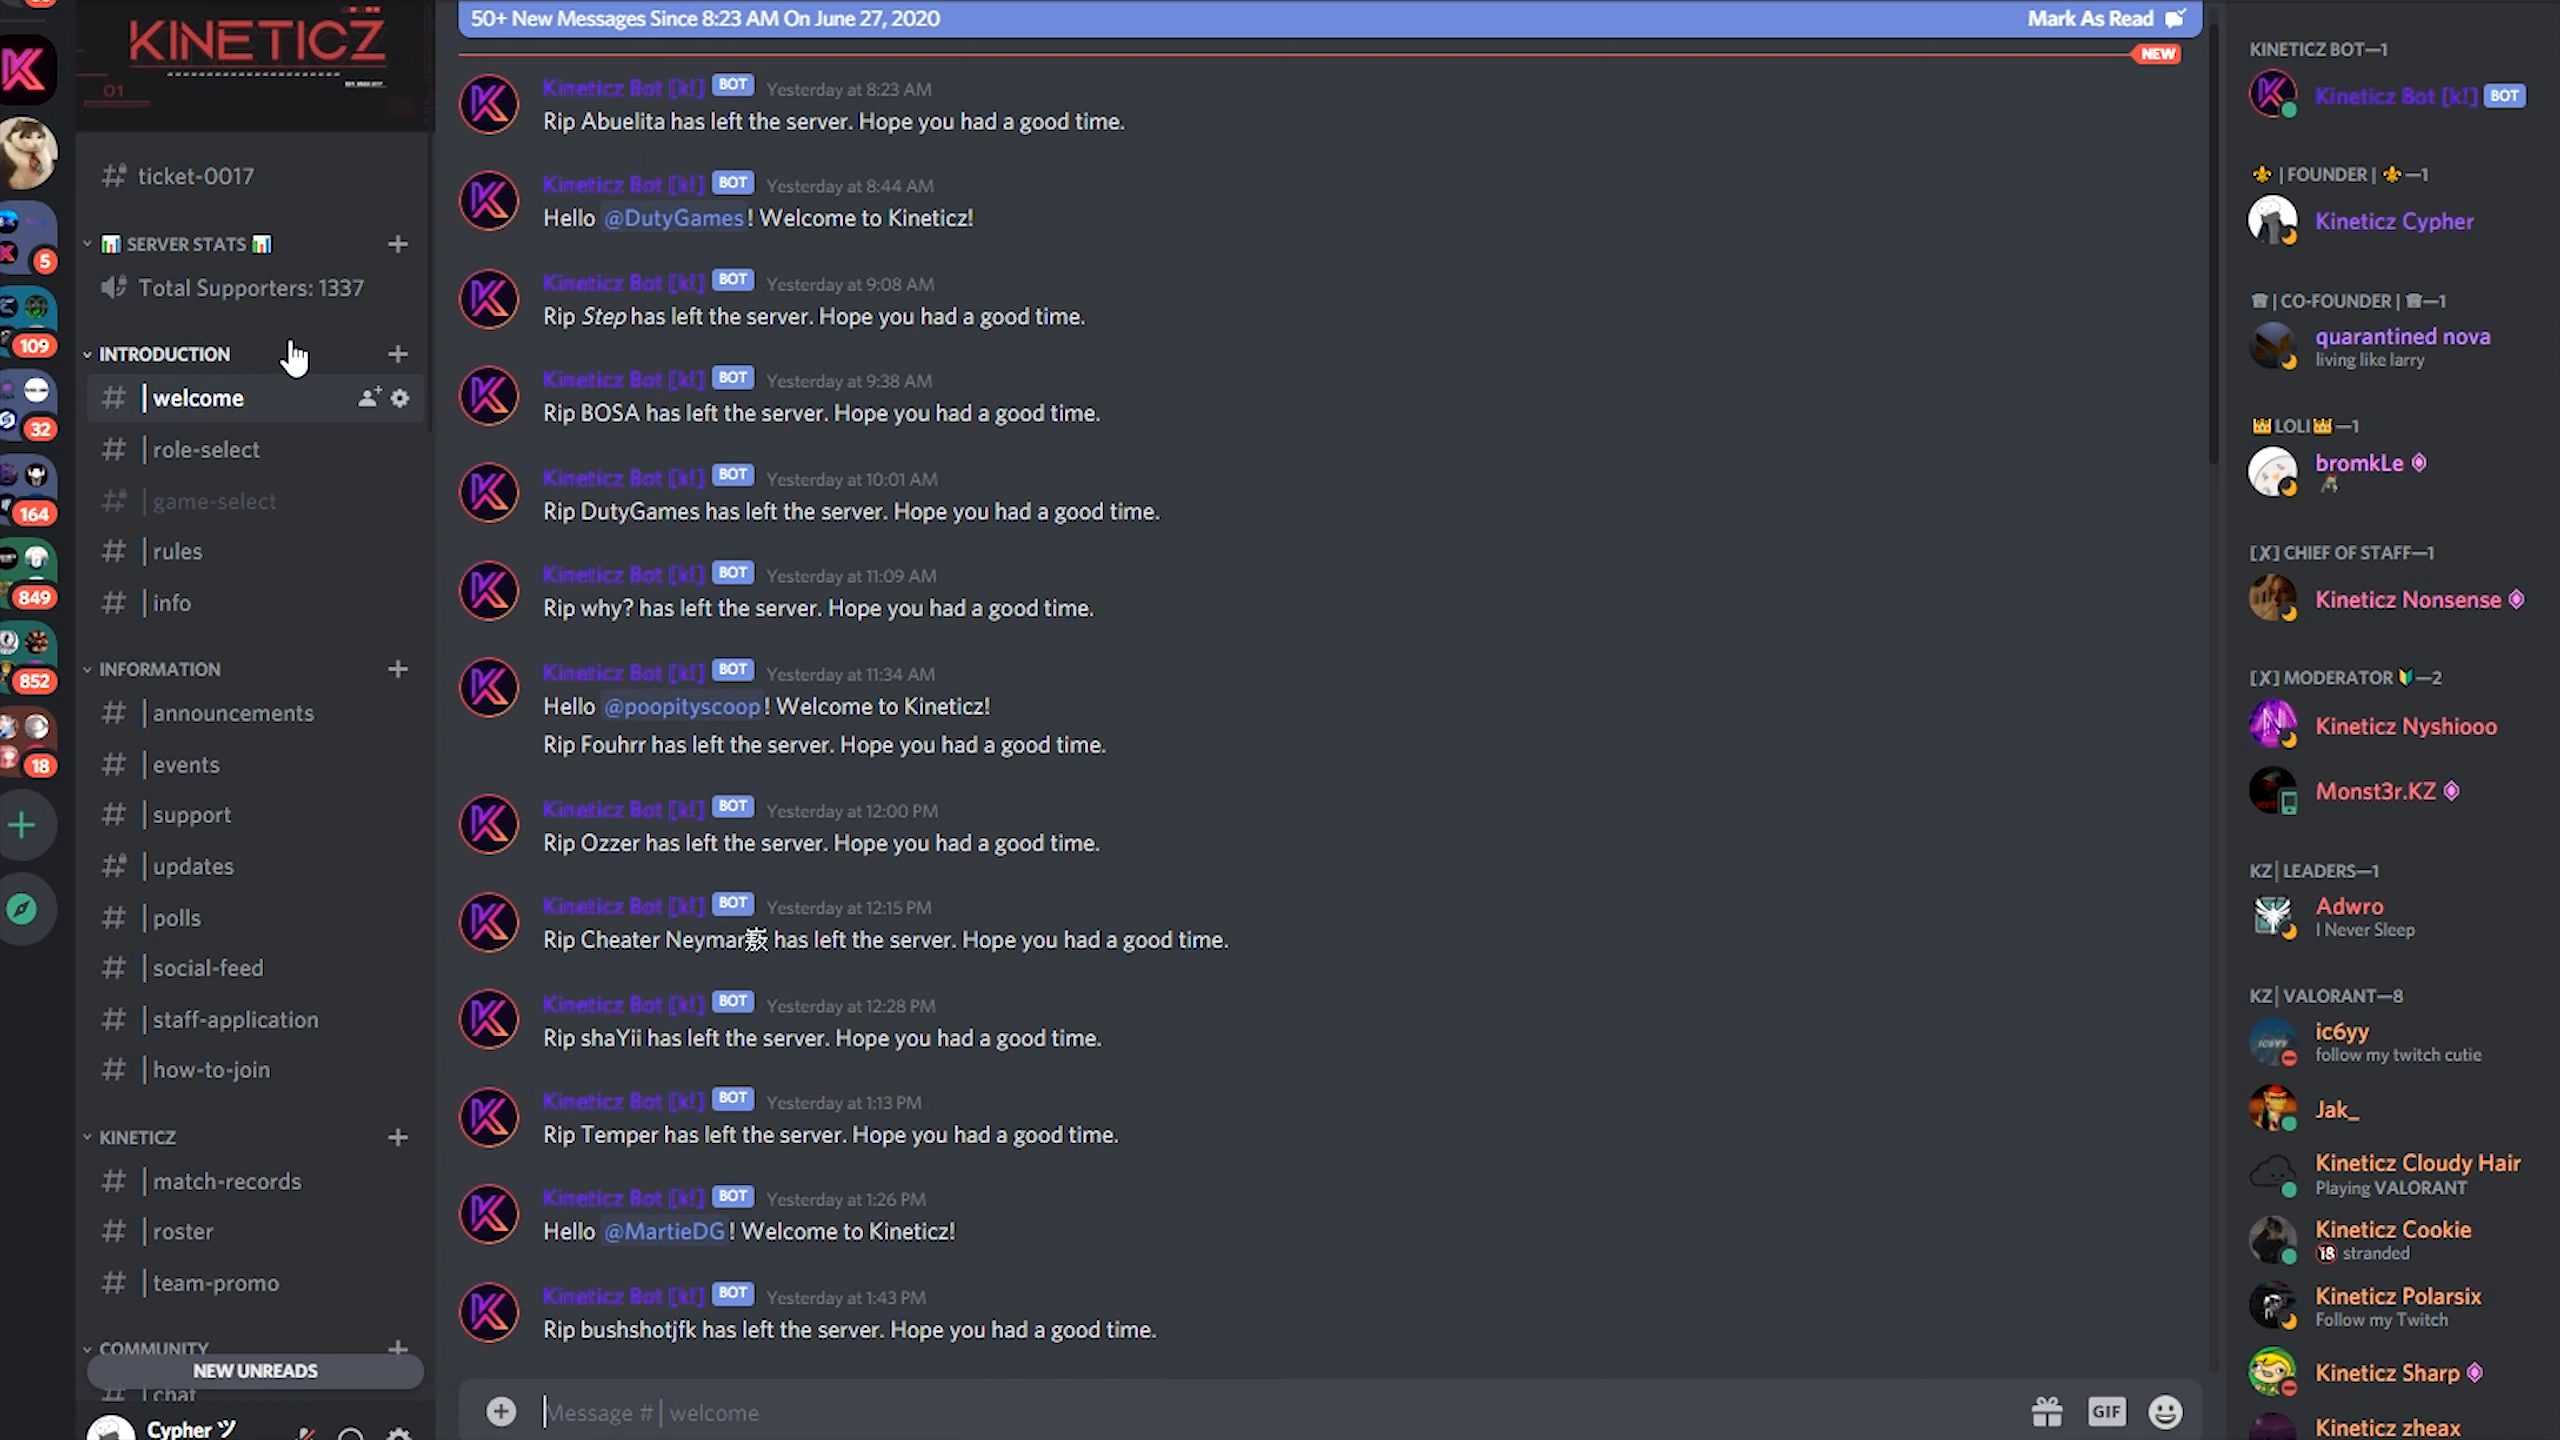 KINETICZ
01
ticket-0017
📊 SERVER STATS 📊
Total Supporters: 1337
INTRODUCTION
|welcome
|role-select
|game-select
|rules
|info
INFORMATION
|announcements
|events
|support
|updates
|polls
|social-feed
|staff-application
|how-to-join
KINETICZ
|match-records
|roster
|team-promo
COMMUNITY
NEW UNREADS
chat
Cypher ツ
5
109
32
164
849
852
18
50+ New Messages Since 8:23 AM On June 27, 2020
Mark As Read
NEW
Kineticz Bot [k!] BOT Yesterday at 8:23 AM
Rip Abuelita has left the server. Hope you had a good time.
Kineticz Bot [k!] BOT Yesterday at 8:44 AM
Hello @DutyGames! Welcome to Kineticz!
Kineticz Bot [k!] BOT Yesterday at 9:08 AM
Rip Step has left the server. Hope you had a good time.
Kineticz Bot [k!] BOT Yesterday at 9:38 AM
Rip BOSA has left the server. Hope you had a good time.
Kineticz Bot [k!] BOT Yesterday at 10:01 AM
Rip DutyGames has left the server. Hope you had a good time.
Kineticz Bot [k!] BOT Yesterday at 11:09 AM
Rip why? has left the server. Hope you had a good time.
Kineticz Bot [k!] BOT Yesterday at 11:34 AM
Hello @poopityscoop! Welcome to Kineticz!
Rip Fouhrr has left the server. Hope you had a good time.
Kineticz Bot [k!] BOT Yesterday at 12:00 PM
Rip Ozzer has left the server. Hope you had a good time.
Kineticz Bot [k!] BOT Yesterday at 12:15 PM
Rip Cheater Neymar has left the server. Hope you had a good time.
Kineticz Bot [k!] BOT Yesterday at 12:28 PM
Rip shaYii has left the server. Hope you had a good time.
Kineticz Bot [k!] BOT Yesterday at 1:13 PM
Rip Temper has left the server. Hope you had a good time.
Kineticz Bot [k!] BOT Yesterday at 1:26 PM
Hello @MartieDG! Welcome to Kineticz!
Kineticz Bot [k!] BOT Yesterday at 1:43 PM
Rip bushshotjfk has left the server. Hope you had a good time.
Message #|welcome
GIF
KINETICZ BOT—1
Kineticz Bot [k!] BOT
⚜ | FOUNDER | ⚜—1
Kineticz Cypher
☎ | CO-FOUNDER | ☎—1
quarantined nova
living like larry
👑LOLI👑—1
bromkLe
[X] CHIEF OF STAFF—1
Kineticz Nonsense
[X] MODERATOR 🔰—2
Kineticz Nyshiooo
Monst3r.KZ
KZ| LEADERS—1
Adwro
I Never Sleep
KZ| VALORANT—8
ic6yy
follow my twitch cutie
Jak_
Kineticz Cloudy Hair
Playing VALORANT
Kineticz Cookie
🔞 stranded
Kineticz Polarsix
Follow my Twitch
Kineticz Sharp
Kineticz zheax